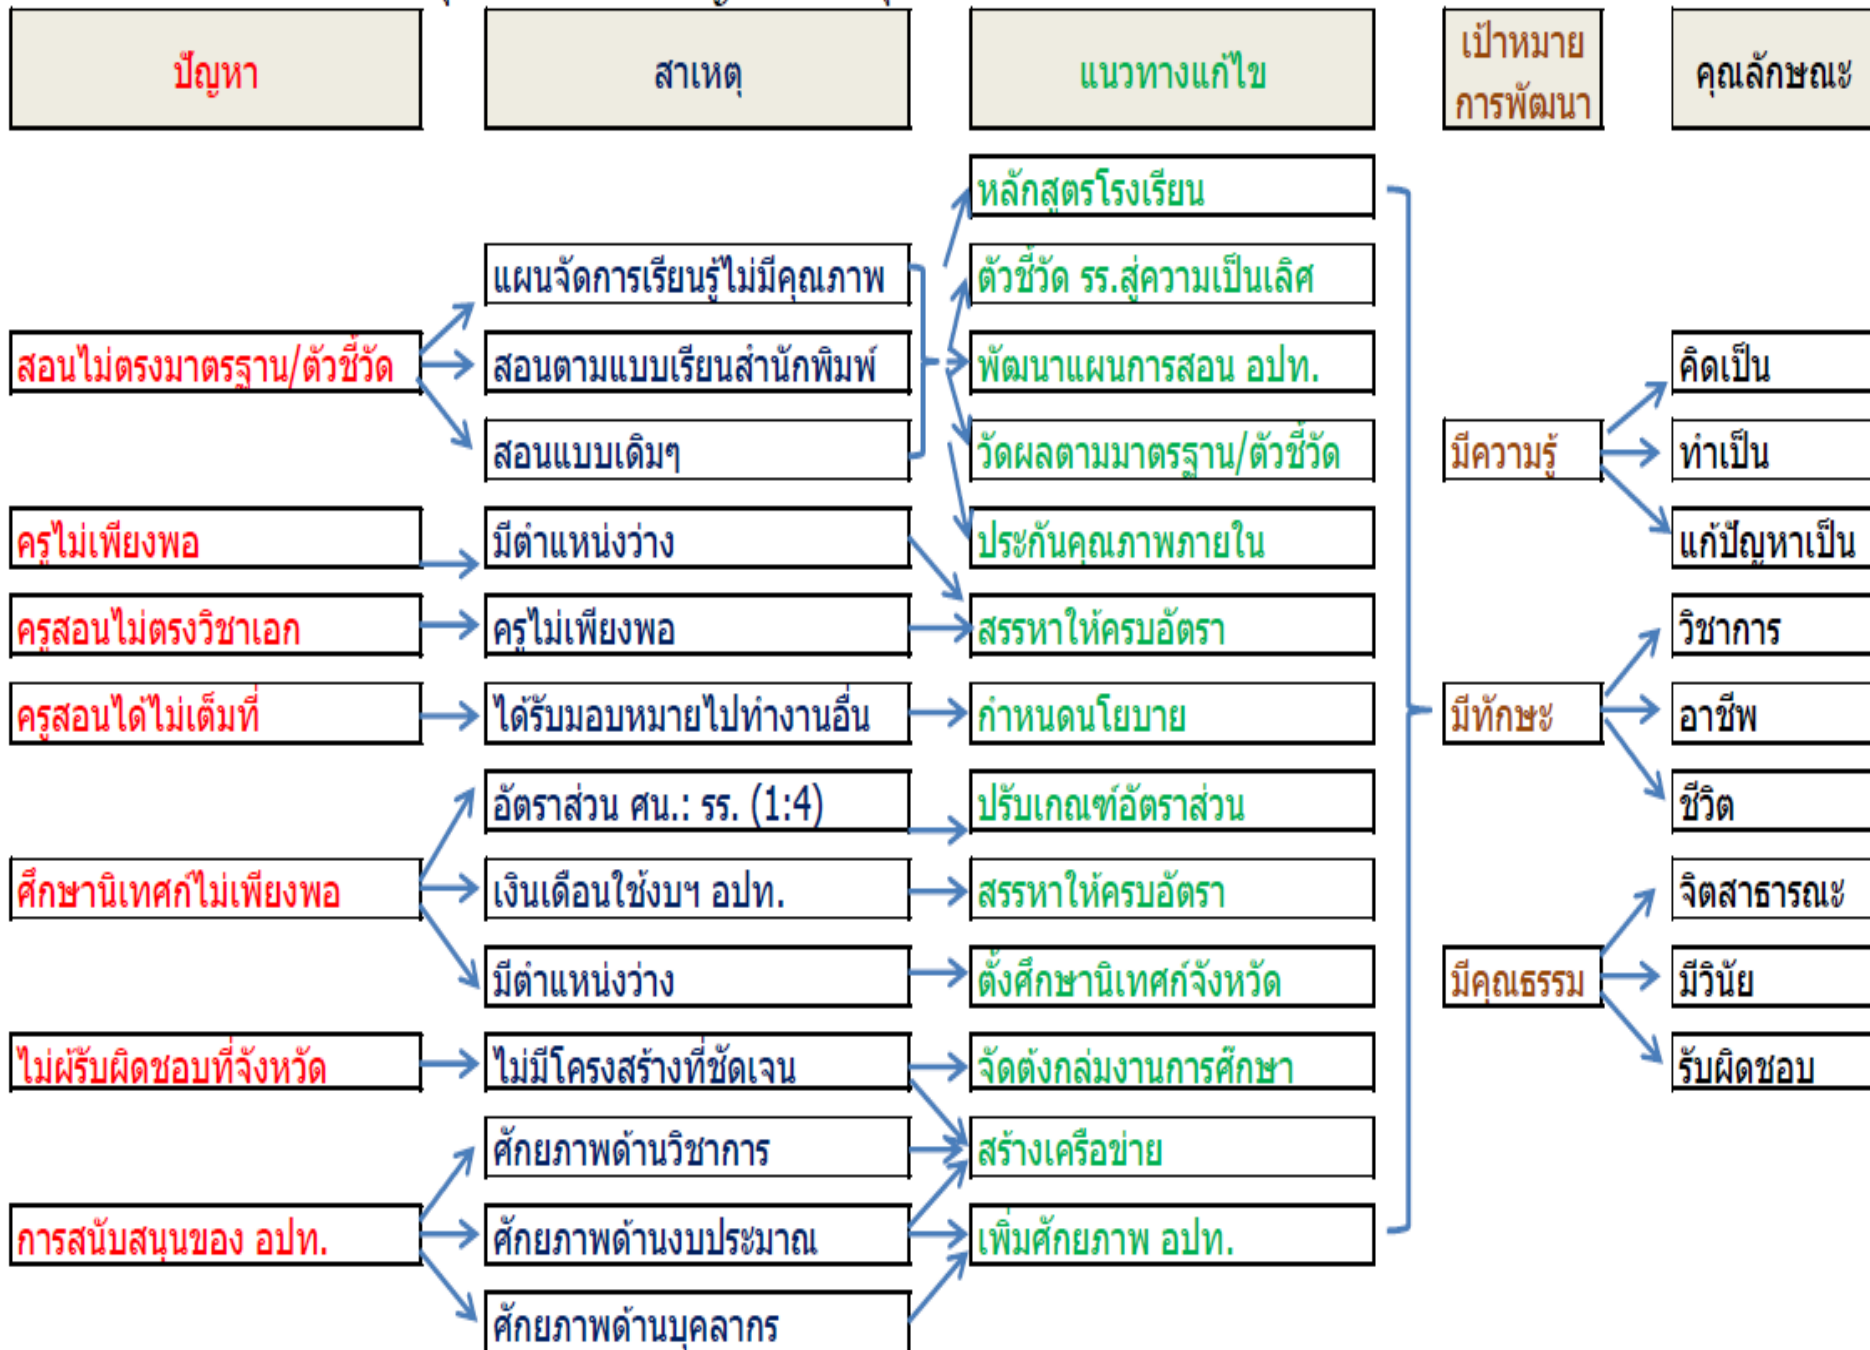 ปัญหา
สาเหตุ
แนวทางแก้ไข
เป้าหมาย
การพัฒนา
คุณลักษณะ
หลักสูตรโรงเรียน
แผนจัดการเรียนรู้ไม่มีคุณภาพ
ตัวชี้วัด รร.สู่ความเป็นเลิศ
สอนไม่ตรงมาตรฐาน/ตัวชี้วัด
สอนตามแบบเรียนสำนักพิมพ์
พัฒนาแผนการสอน อปท.
คิดเป็น
สอนแบบเดิมๆ
วัดผลตามมาตรฐาน/ตัวชี้วัด
มีความรู้
ทำเป็น
ครูไม่เพียงพอ
มีตำแหน่งว่าง
ประกันคุณภาพภายใน
แก้ปัญหาเป็น
ครูสอนไม่ตรงวิชาเอก
ครูไม่เพียงพอ
สรรหาให้ครบอัตรา
วิชาการ
ครูสอนได้ไม่เต็มที่
ได้รับมอบหมายไปทำงานอื่น
กำหนดนโยบาย
มีทักษะ
อาชีพ
อัตราส่วน ศน.: รร. (1:4)
ปรับเกณฑ์อัตราส่วน
ชีวิต
ศึกษานิเทศก์ไม่เพียงพอ
เงินเดือนใช้งบฯ อปท.
สรรหาให้ครบอัตรา
จิตสาธารณะ
มีตำแหน่งว่าง
ตั้งศึกษานิเทศก์จังหวัด
มีคุณธรรม
มีวินัย
ไม่ผู้รับผิดชอบที่จังหวัด
ไม่มีโครงสร้างที่ชัดเจน
จัดตั้งกลุ่มงานการศึกษา
รับผิดชอบ
ศักยภาพด้านวิชาการ
สร้างเครือข่าย
การสนับสนุนของ อปท.
ศักยภาพด้านงบประมาณ
เพิ่มศักยภาพ อปท.
ศักยภาพด้านบุคลากร